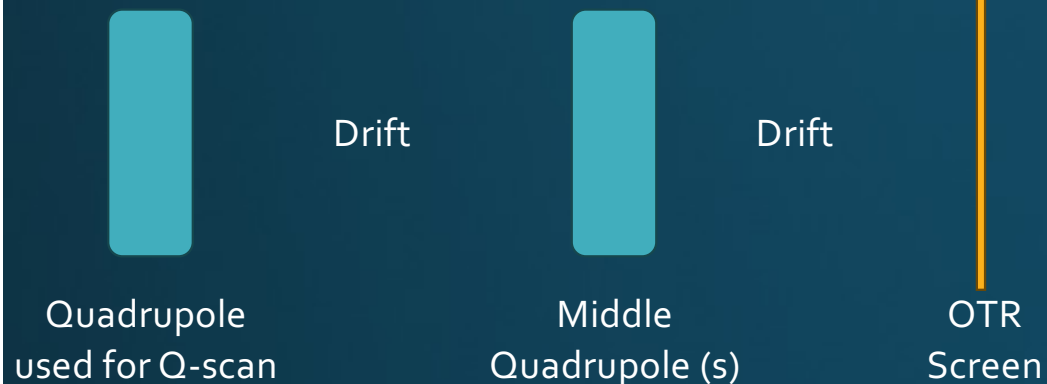 Drift
Drift
Quadrupole
used for Q-scan
Middle
Quadrupole (s)
OTR
Screen